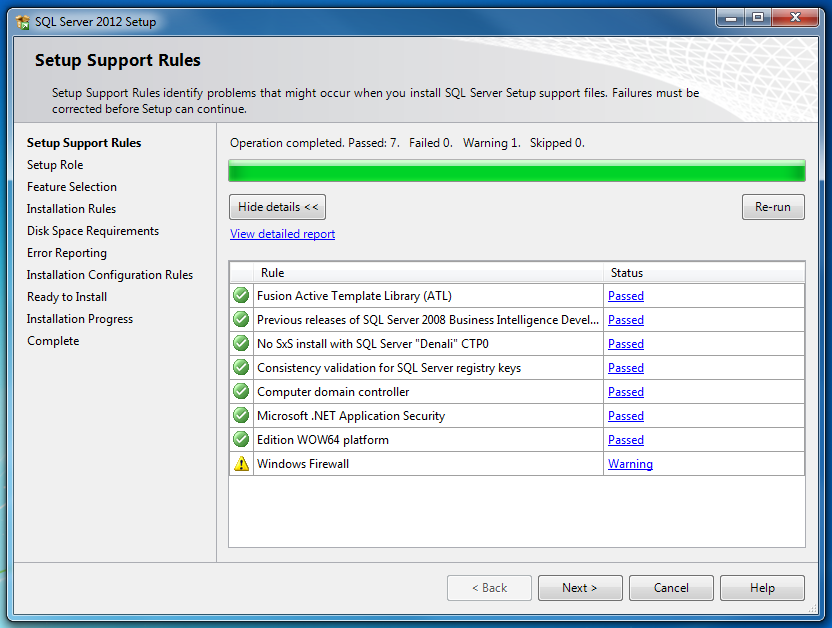 SQL Server 2012 Setup
Setup Support Rules
Setup Support Rules identify problems that might occur when you install SQL Server Setup support files. Failures must be
corrected before Setup can continue.
Setup Support Rules
Setup Role
Feature Selection
Installation Rules
Disk Space Requirements
Error Reporting
Installation Configuration Rules
Ready to Install
Installation Progress
Complete
Operation completed. Passed: 7. Failed 0. Warning 1. Skipped 0.
Hide details <<
Re-run
View detailed report
Rule Status
Fusion Active Template Library (ATL) Passed
Previous releases of SQL Server 2008 Business Intelligence Devel... Passed
No SxS install with SQL Server "Denali" CTP0 Passed
Consistency validation for SQL Server registry keys Passed
Computer domain controller Passed
Microsoft .NET Application Security Passed
Edition WOW64 platform Passed
Windows Firewall Warning
< Back Next > Cancel Help